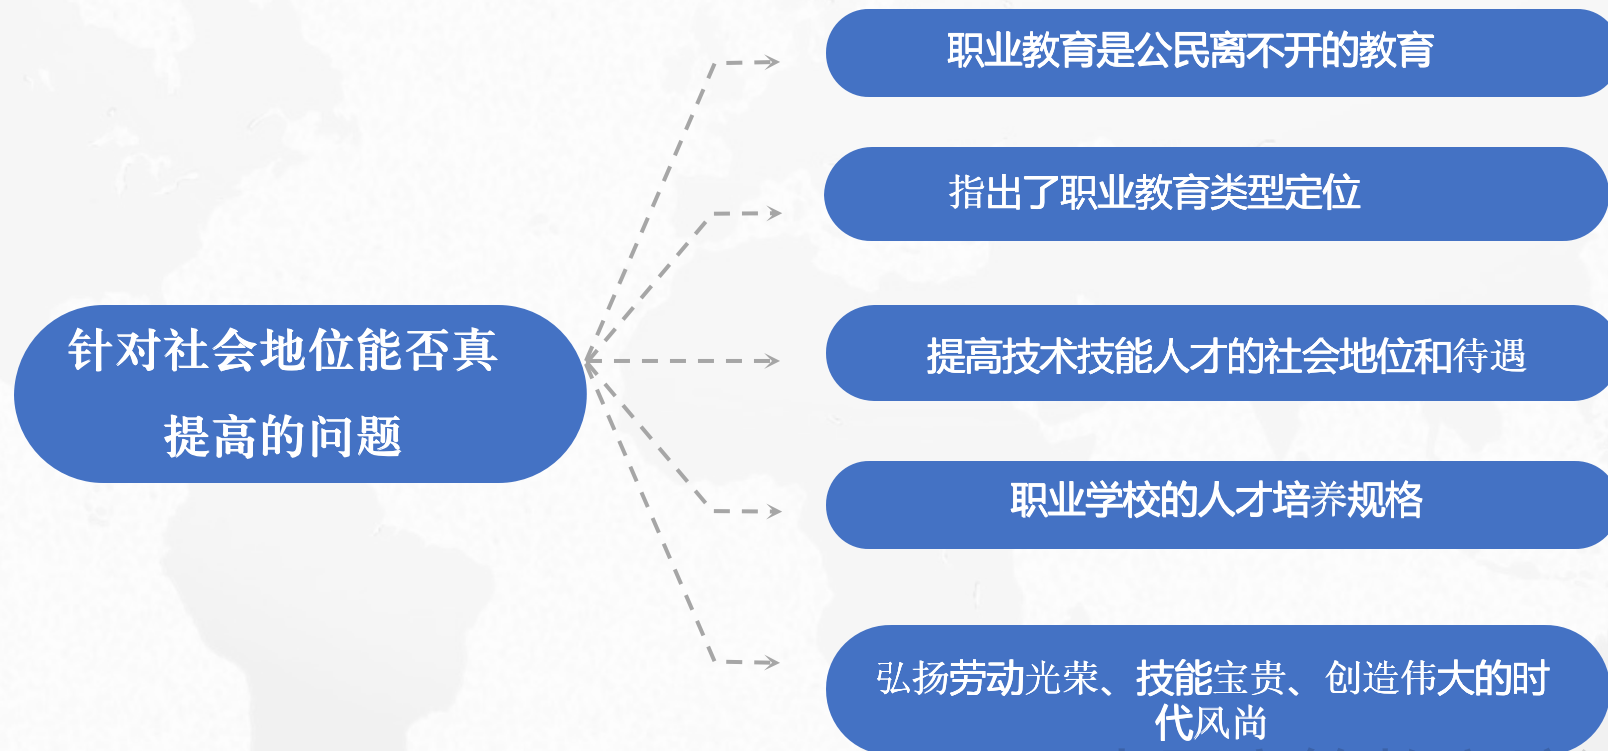 职业教育是公民离不开的教育
指出了职业教育类型定位
针对社会地位能否真
提高的问题
提高技术技能人才的社会地位和待遇
职业学校的人才培养规格
弘扬劳动光荣、技能宝贵、创造伟大的时
代风尚